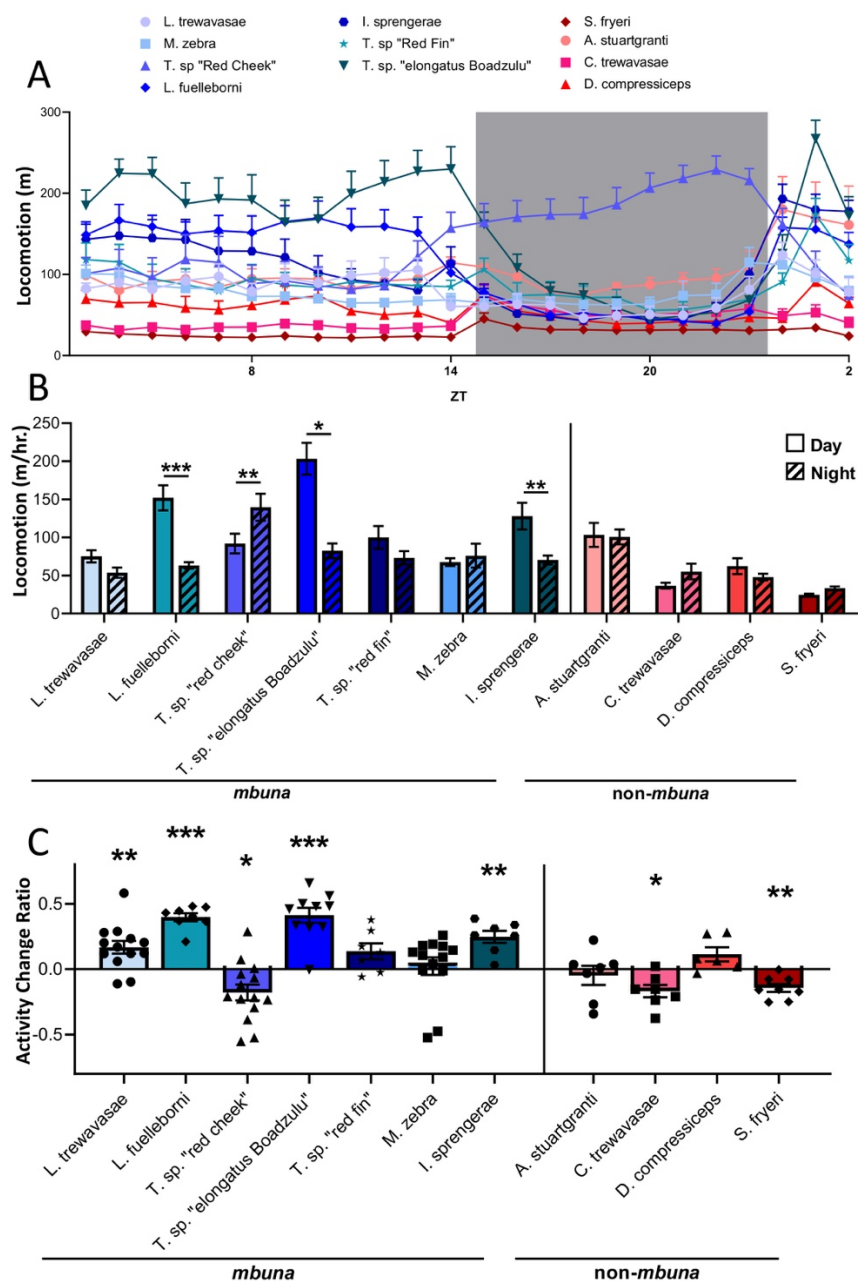 L. trewavasae
M. zebra
T. sp "Red Cheek"
L. fuelleborni
I. sprengerae
T. sp "Red Fin"
T. sp. "elongatus Boadzulu"
S. fryeri
A. stuartgranti
C. trewavasae
D. compressiceps
A
Locomotion (m)
300
200
100
0
8
14
20
2
ZT
B
Locomotion (m/hr.)
250
200
150
100
50
0
***
**
*
**
Day
Night
L. trewavasae
L. fuelleborni
T. sp. "red cheek"
T. sp. "elongatus Boadzulu"
T. sp. "red fin"
M. zebra
I. sprengerae
A. stuartgranti
C. trewavasae
D. compressiceps
S. fryeri
mbuna
non-mbuna
C
Activity Change Ratio
0.5
0.0
-0.5
**
***
*
***
**
*
**
L. trewavasae
L. fuelleborni
T. sp. "red cheek"
T. sp. "elongatus Boadzulu"
T. sp. "red fin"
M. zebra
I. sprengerae
A. stuartgranti
C. trewavasae
D. compressiceps
S. fryeri
mbuna
non-mbuna